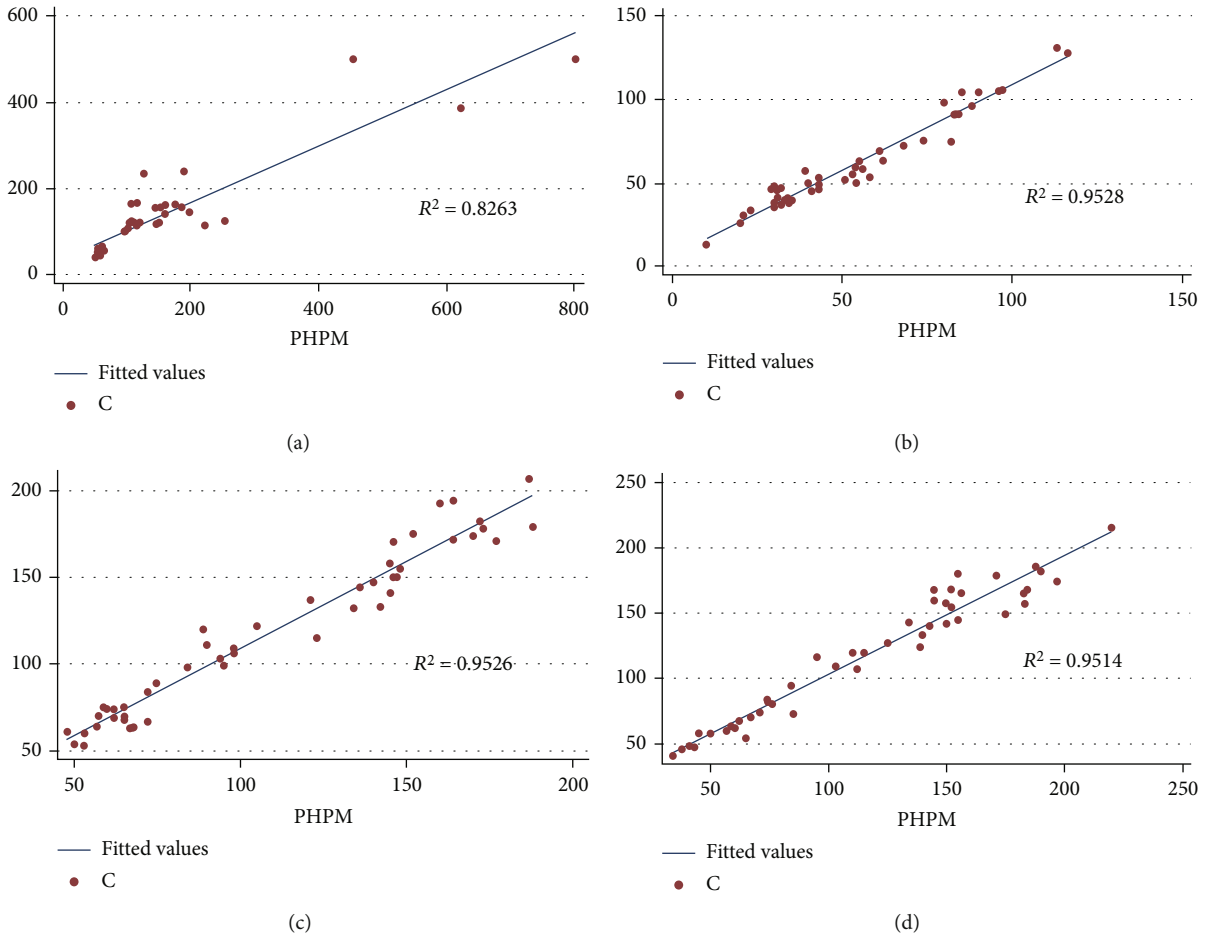 600
400
200
0
R² = 0.8263
0 200 400 600 800
PHPM
Fitted values
C
(a)
150
100
50
0
R² = 0.9528
0 50 100 150
PHPM
Fitted values
C
(b)
200
150
100
50
R² = 0.9526
50 100 150 200
PHPM
Fitted values
C
(c)
250
200
150
100
50
R² = 0.9514
50 100 150 200 250
PHPM
Fitted values
C
(d)